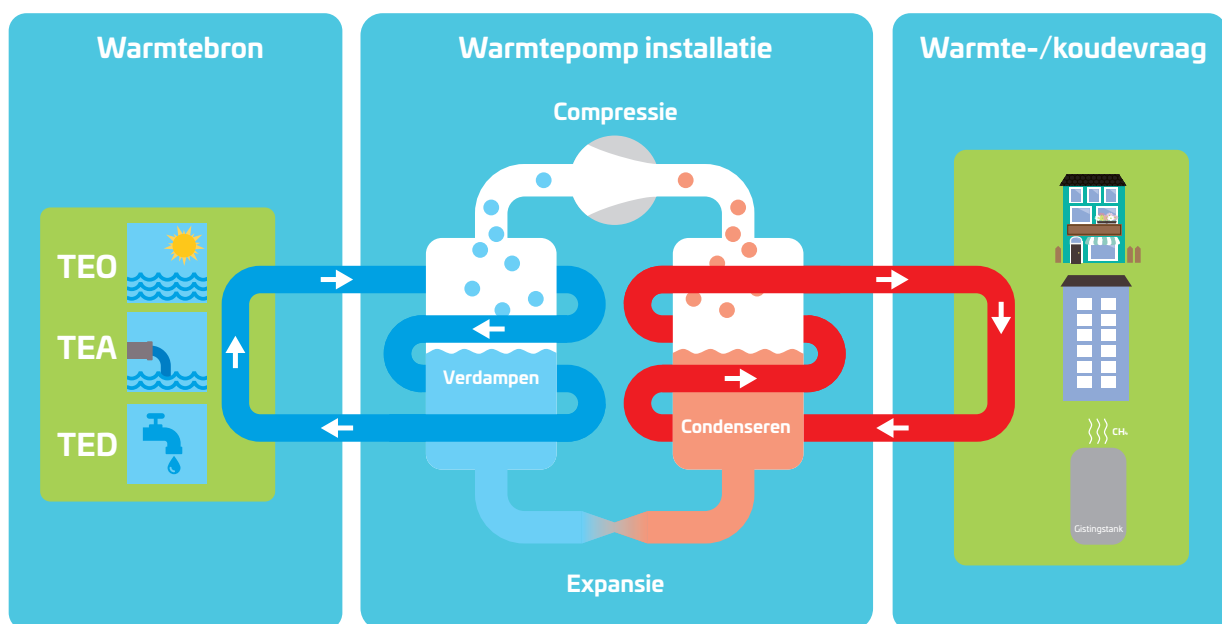 Warmtebron
Warmtepomp installatie
Warmte-/koudevraag
Compressie
TEO
TEA
TED
Verdampen
Condenseren
CH₄
Gistingstank
Expansie